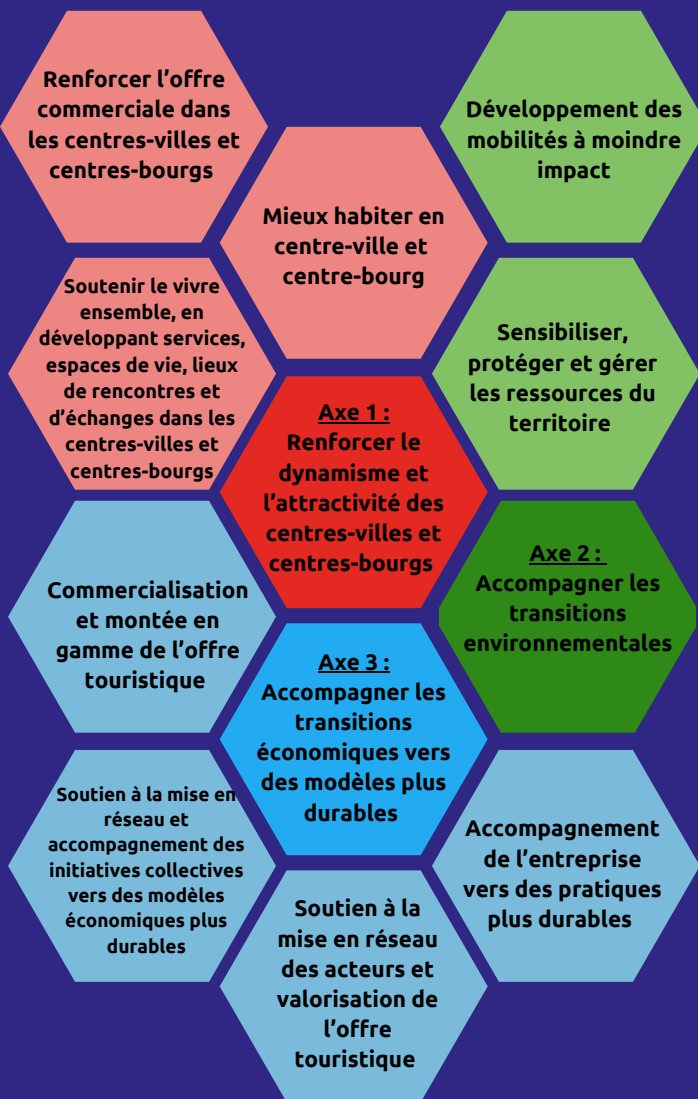 Renforcer l'offre
commerciale dans
les centres-villes et
centres-bourgs
Développement des
mobilités à moindre
impact
Mieux habiter en
centre-ville et
centre-bourg
Soutenir le vivre
ensemble, en
développant services,
espaces de vie, lieux
de rencontres et
d'échanges dans les
centres-villes et
centres-bourgs
Sensibiliser,
protéger et gérer
les ressources du
territoire
Axe 1 :
Renforcer le
dynamisme et
l'attractivité des
centres-villes et
centres-bourgs
Axe 2 :
Accompagner les
transitions
environnementales
Commercialisation
et montée en
gamme de l'offre
touristique
Axe 3 :
Accompagner les
transitions
économiques vers
des modèles plus
durables
Soutien à la mise en
réseau et
accompagnement des
initiatives collectives
vers des modèles
économiques plus
durables
Accompagnement
de l'entreprise
vers des pratiques
plus durables
Soutien à la
mise en réseau
des acteurs et
valorisation de
l'offre
touristique